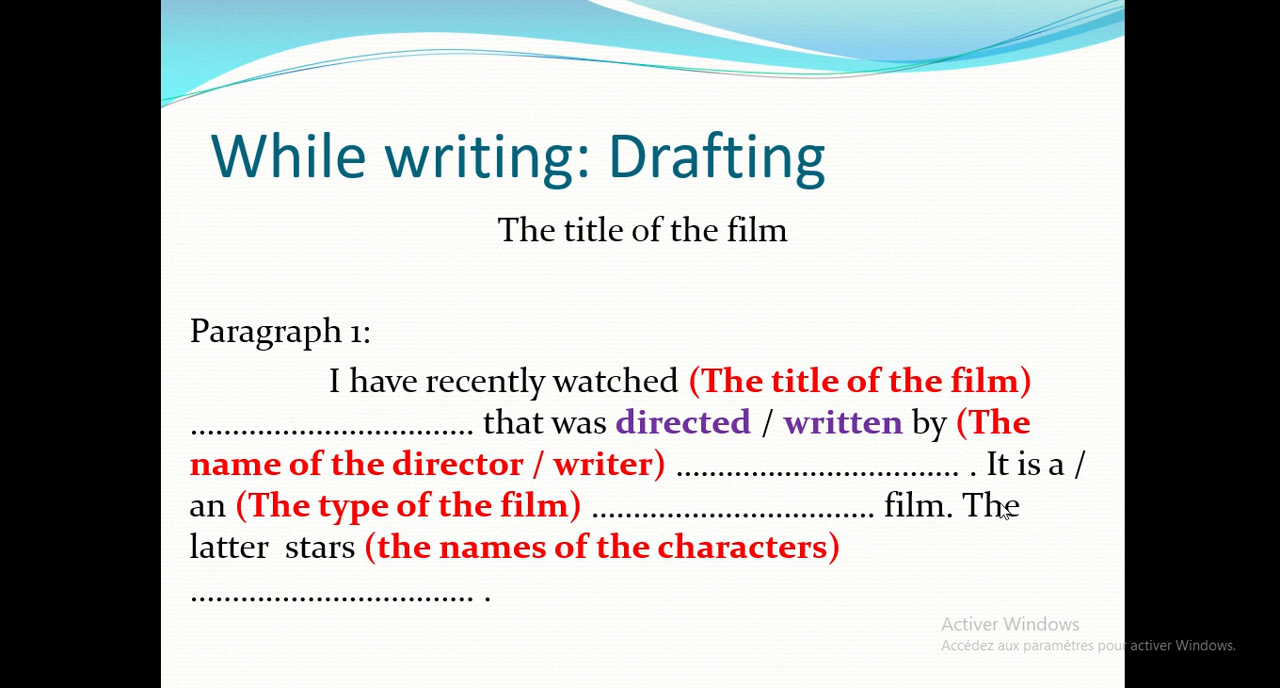 While writing: Drafting
The title of the film
Paragraph 1:
I have recently watched (The title of the film)
.................................. that was directed / written by (The
name of the director / writer) .................................. . It is a /
an (The type of the film) .................................. film. The
latter  stars (the names of the characters)
.................................. .
Activer Windows
Accédez aux paramètres pour activer Windows.